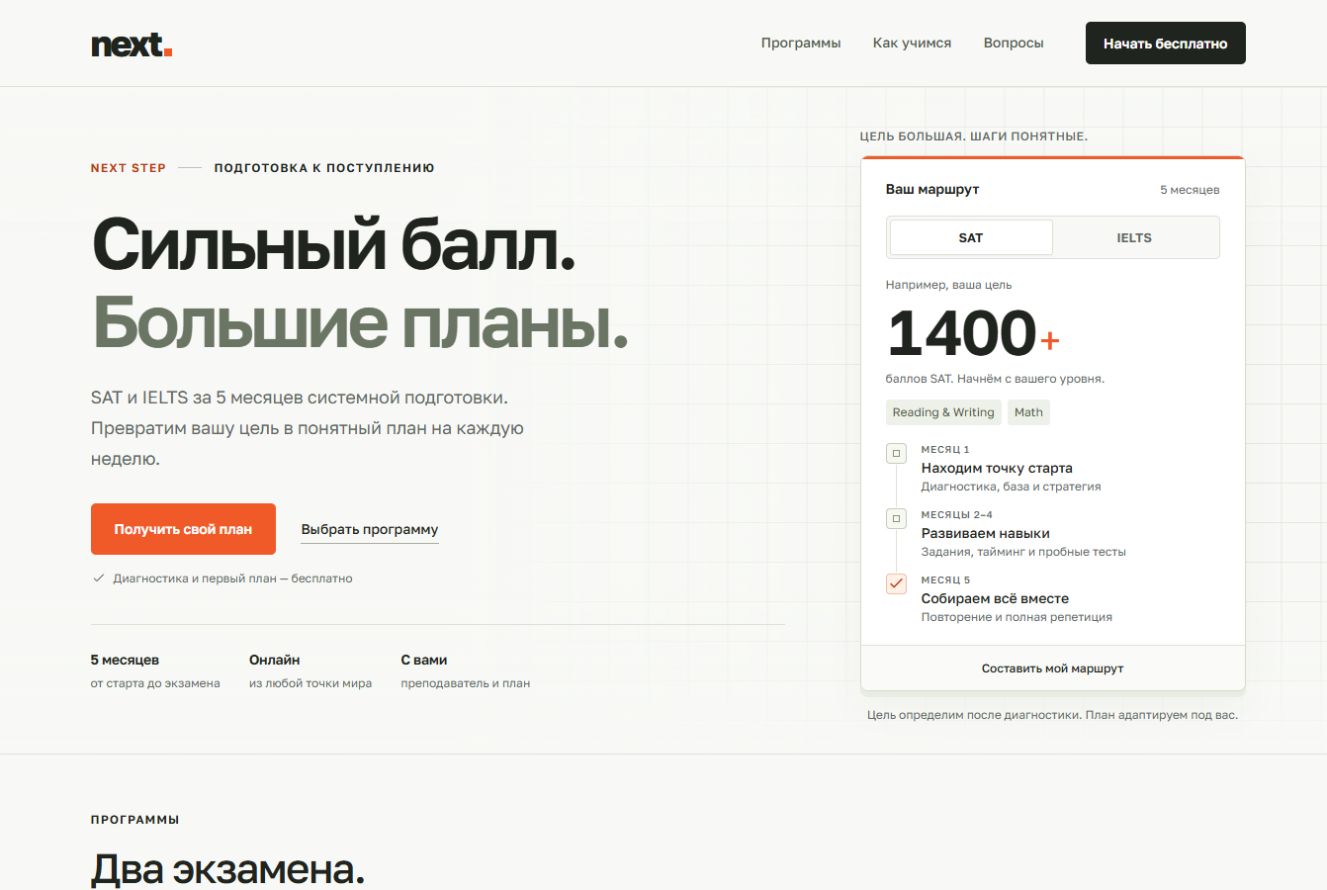 next.
Программы
Как учимся
Вопросы
Начать бесплатно
NEXT STEP — ПОДГОТОВКА К ПОСТУПЛЕНИЮ
Сильный балл.
Большие планы.
SAT и IELTS за 5 месяцев системной подготовки.
Превратим вашу цель в понятный план на каждую
неделю.
Получить свой план
Выбрать программу
Диагностика и первый план — бесплатно
5 месяцев
от старта до экзамена
Онлайн
из любой точки мира
С вами
преподаватель и план
ЦЕЛЬ БОЛЬШАЯ. ШАГИ ПОНЯТНЫЕ.
Ваш маршрут
5 месяцев
SAT
IELTS
Например, ваша цель
1400+
баллов SAT. Начнём с вашего уровня.
Reading & Writing
Math
МЕСЯЦ 1
Находим точку старта
Диагностика, база и стратегия
МЕСЯЦЫ 2–4
Развиваем навыки
Задания, тайминг и пробные тесты
МЕСЯЦ 5
Собираем всё вместе
Повторение и полная репетиция
Составить мой маршрут
Цель определим после диагностики. План адаптируем под вас.
ПРОГРАММЫ
Два экзамена.